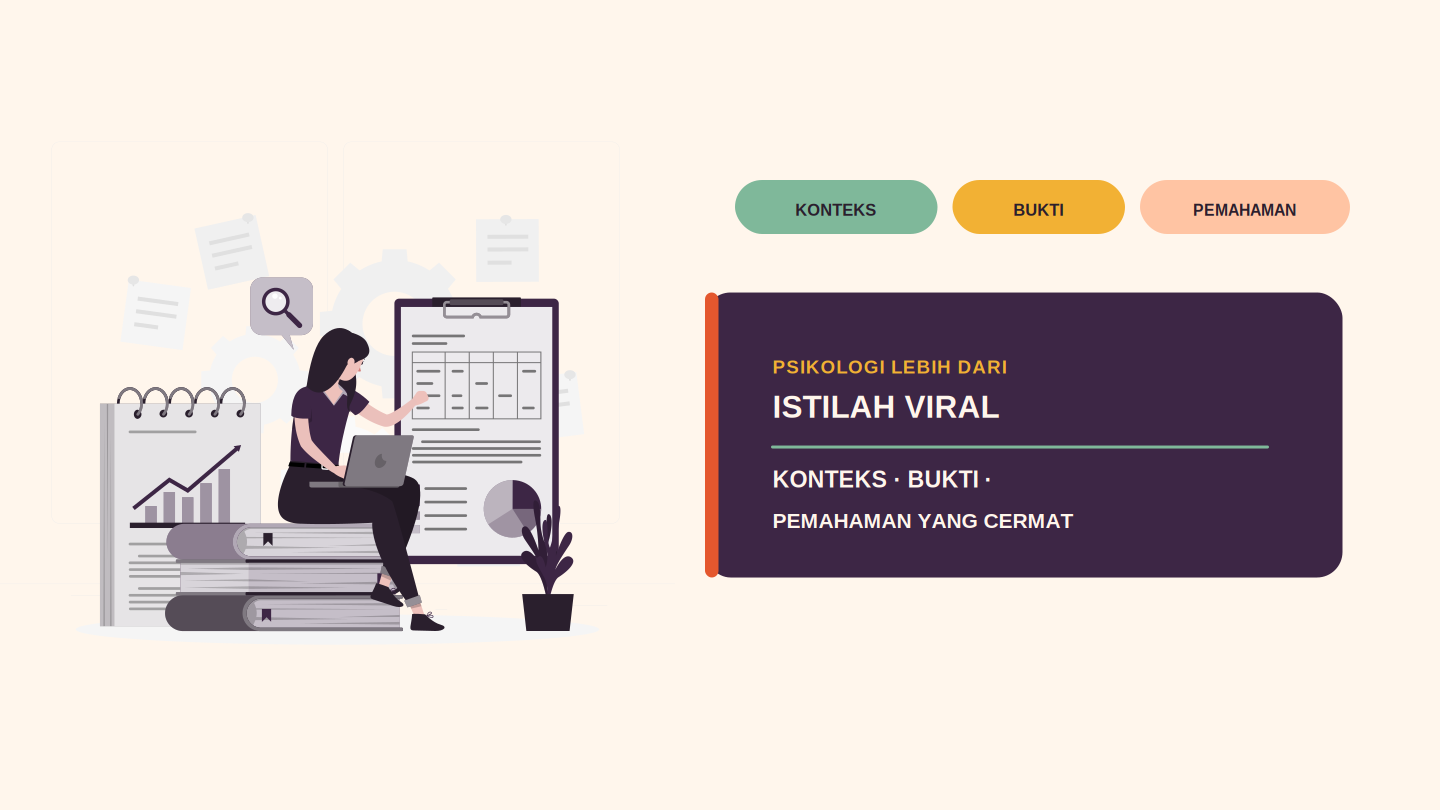 KONTEKS
BUKTI
PEMAHAMAN
PSIKOLOGI LEBIH DARI
ISTILAH VIRAL
KONTEKS · BUKTI ·
PEMAHAMAN YANG CERMAT